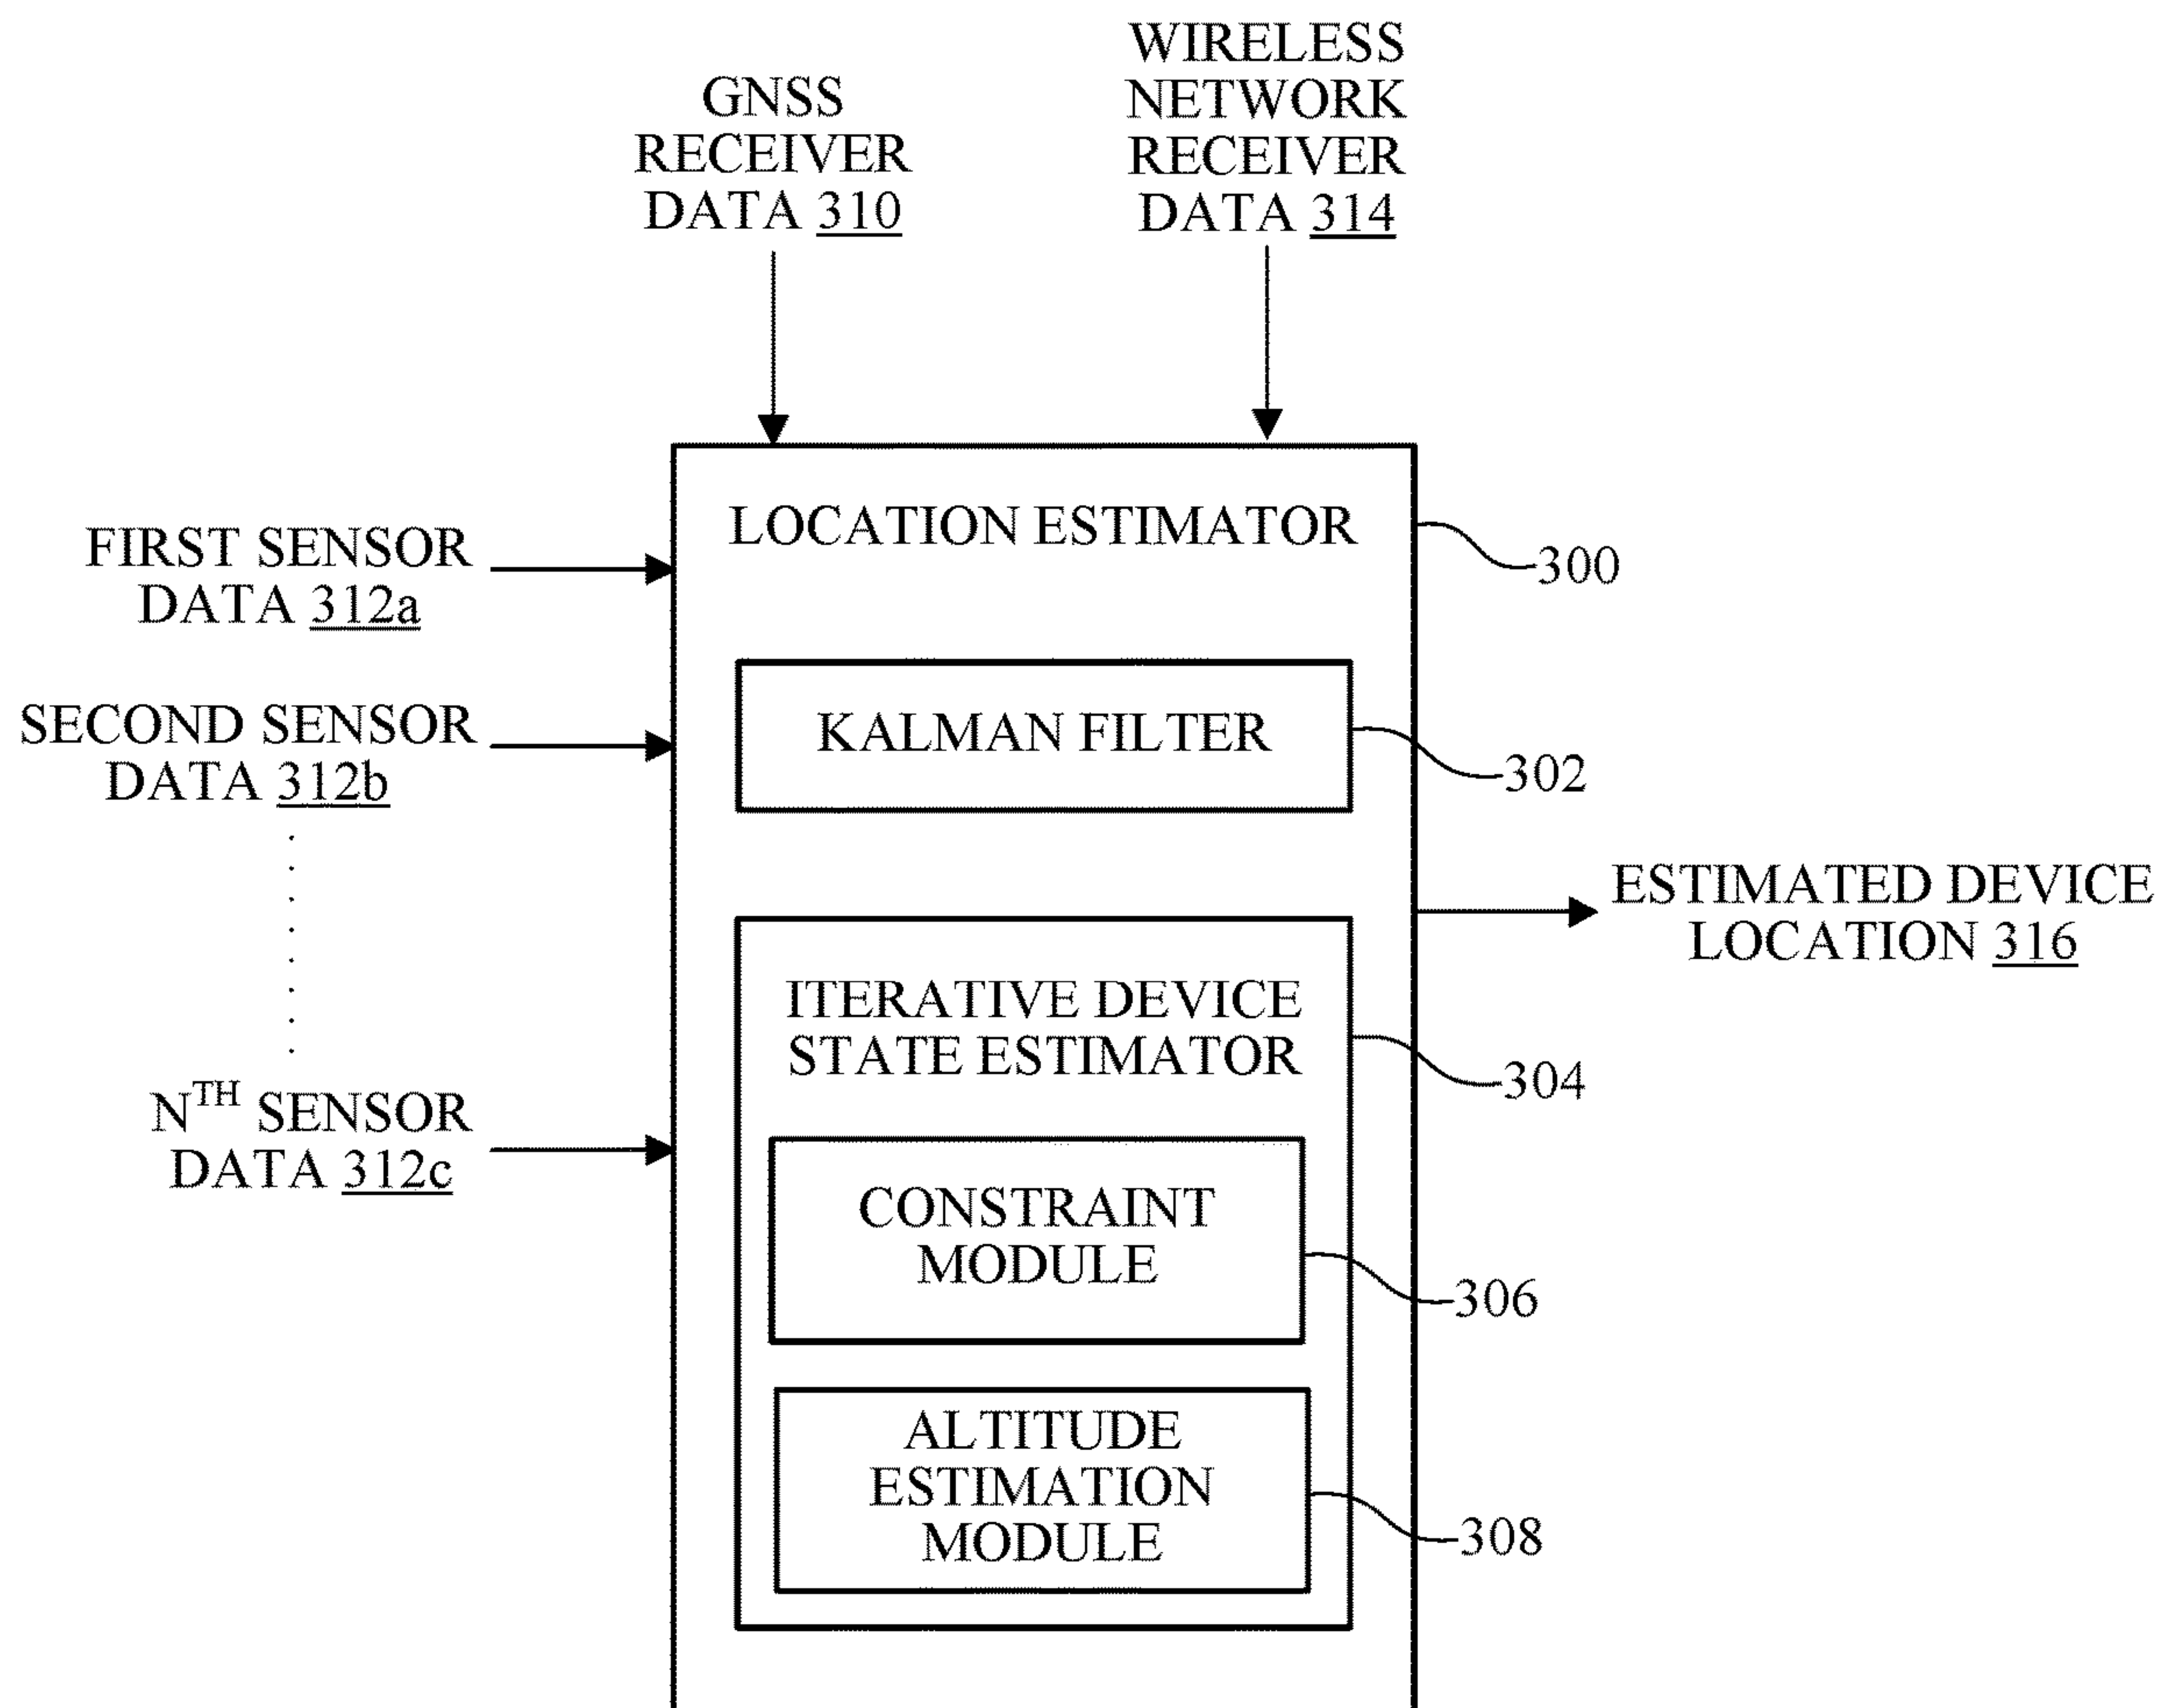 WIRELESS
NETWORK
RECEIVER
DATA 314
GNSS
RECEIVER
DATA 310
LOCATION ESTIMATOR
300
FIRST SENSOR
DATA 312a
SECOND SENSOR
DATA 312b
KALMAN FILTER
302
ESTIMATED DEVICE
LOCATION 316
ITERATIVE DEVICE
STATE ESTIMATOR
304
NTH SENSOR
DATA 312c
CONSTRAINT
MODULE
306
ALTITUDE
ESTIMATION
MODULE
308